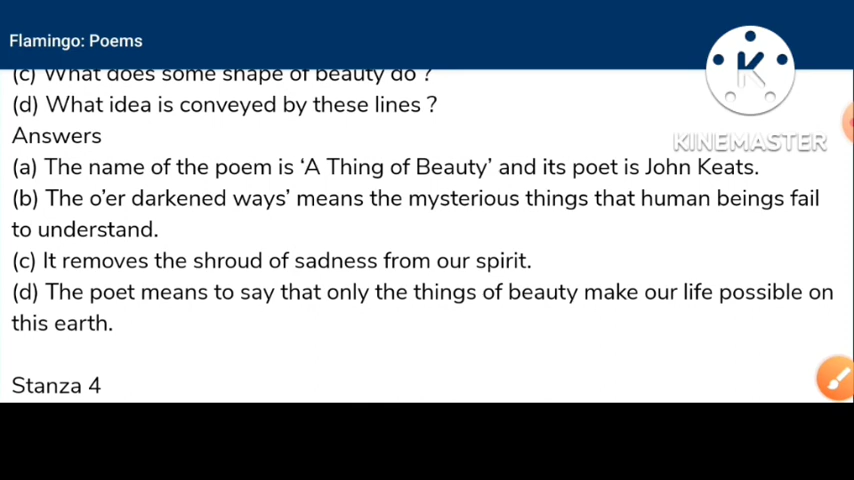 Flamingo: Poems
(c) What does some shape of beauty do ?
(d) What idea is conveyed by these lines ?
KINEMASTER
Answers
(a) The name of the poem is ‘A Thing of Beauty’ and its poet is John Keats.
(b) The o’er darkened ways’ means the mysterious things that human beings fail
to understand.
(c) It removes the shroud of sadness from our spirit.
(d) The poet means to say that only the things of beauty make our life possible on
this earth.
Stanza 4